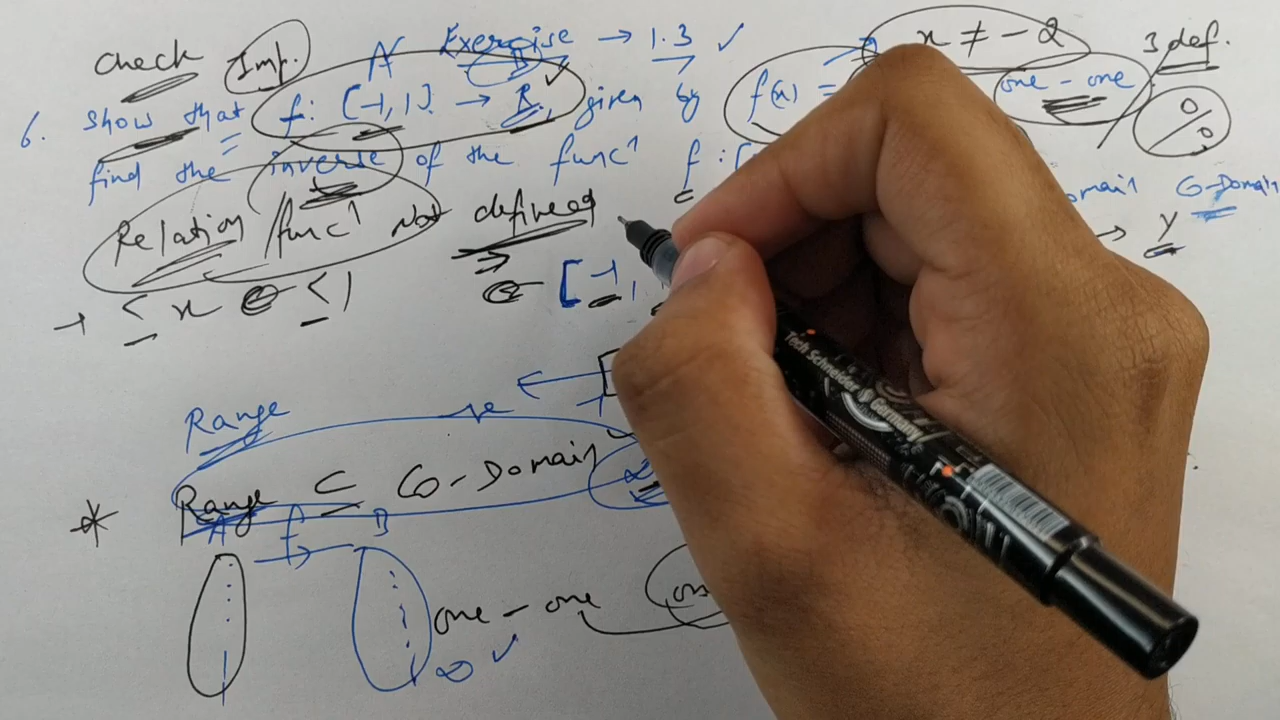 check Imp. A Exercise → 1.3 ✓ x ≠ -2 3 def.
6. Show that f: [-1,1] → R, given by f(x) = one-one %
find the inverse of the func^n f : [ Domain Co-Domain
Relation /func^n Not defined → y
→ ≤ x ≤ 1 [-1,
Range
* Range ⊂ Co-Domain ∞
A f B
one-one on
∞ ✓
Tech Schneider Germany